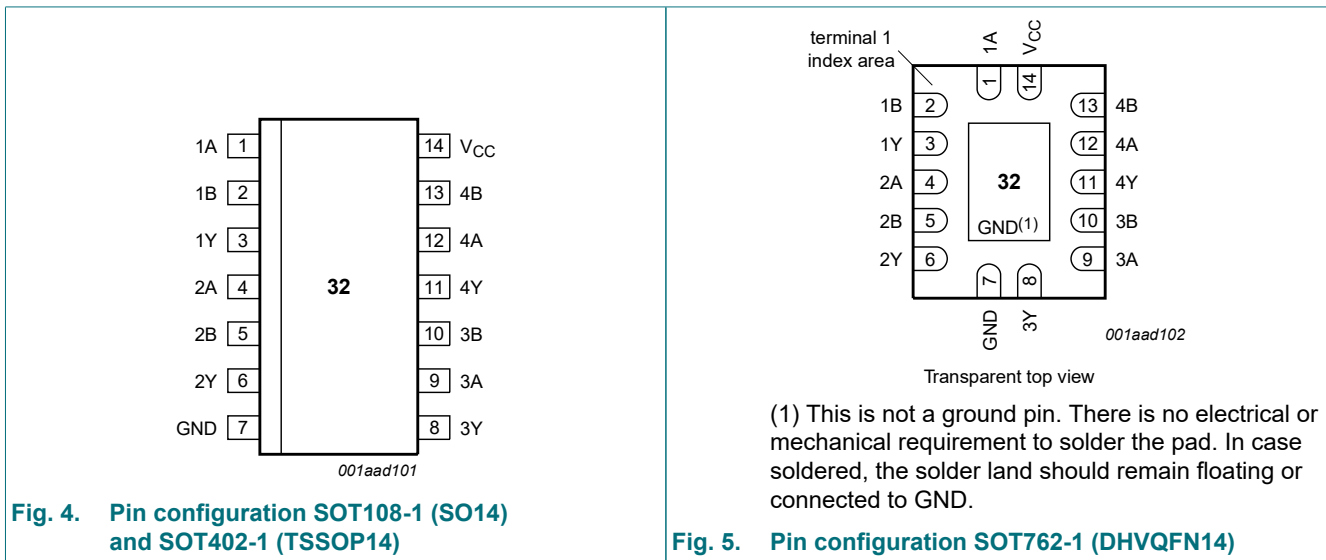 1A 1 14 VCC
1B 2 13 4B
1Y 3 12 4A
2A 4 32 11 4Y
2B 5 10 3B
2Y 6 9 3A
GND 7 8 3Y
001aad101
Fig. 4. Pin configuration SOT108-1 (SO14)
and SOT402-1 (TSSOP14)
terminal 1
index area
1A VCC
1 14
1B 2 13 4B
1Y 3 12 4A
2A 4 32 11 4Y
2B 5 GND(1) 10 3B
2Y 6 9 3A
7 8
GND 3Y
001aad102
Transparent top view
(1) This is not a ground pin. There is no electrical or
mechanical requirement to solder the pad. In case
soldered, the solder land should remain floating or
connected to GND.
Fig. 5. Pin configuration SOT762-1 (DHVQFN14)